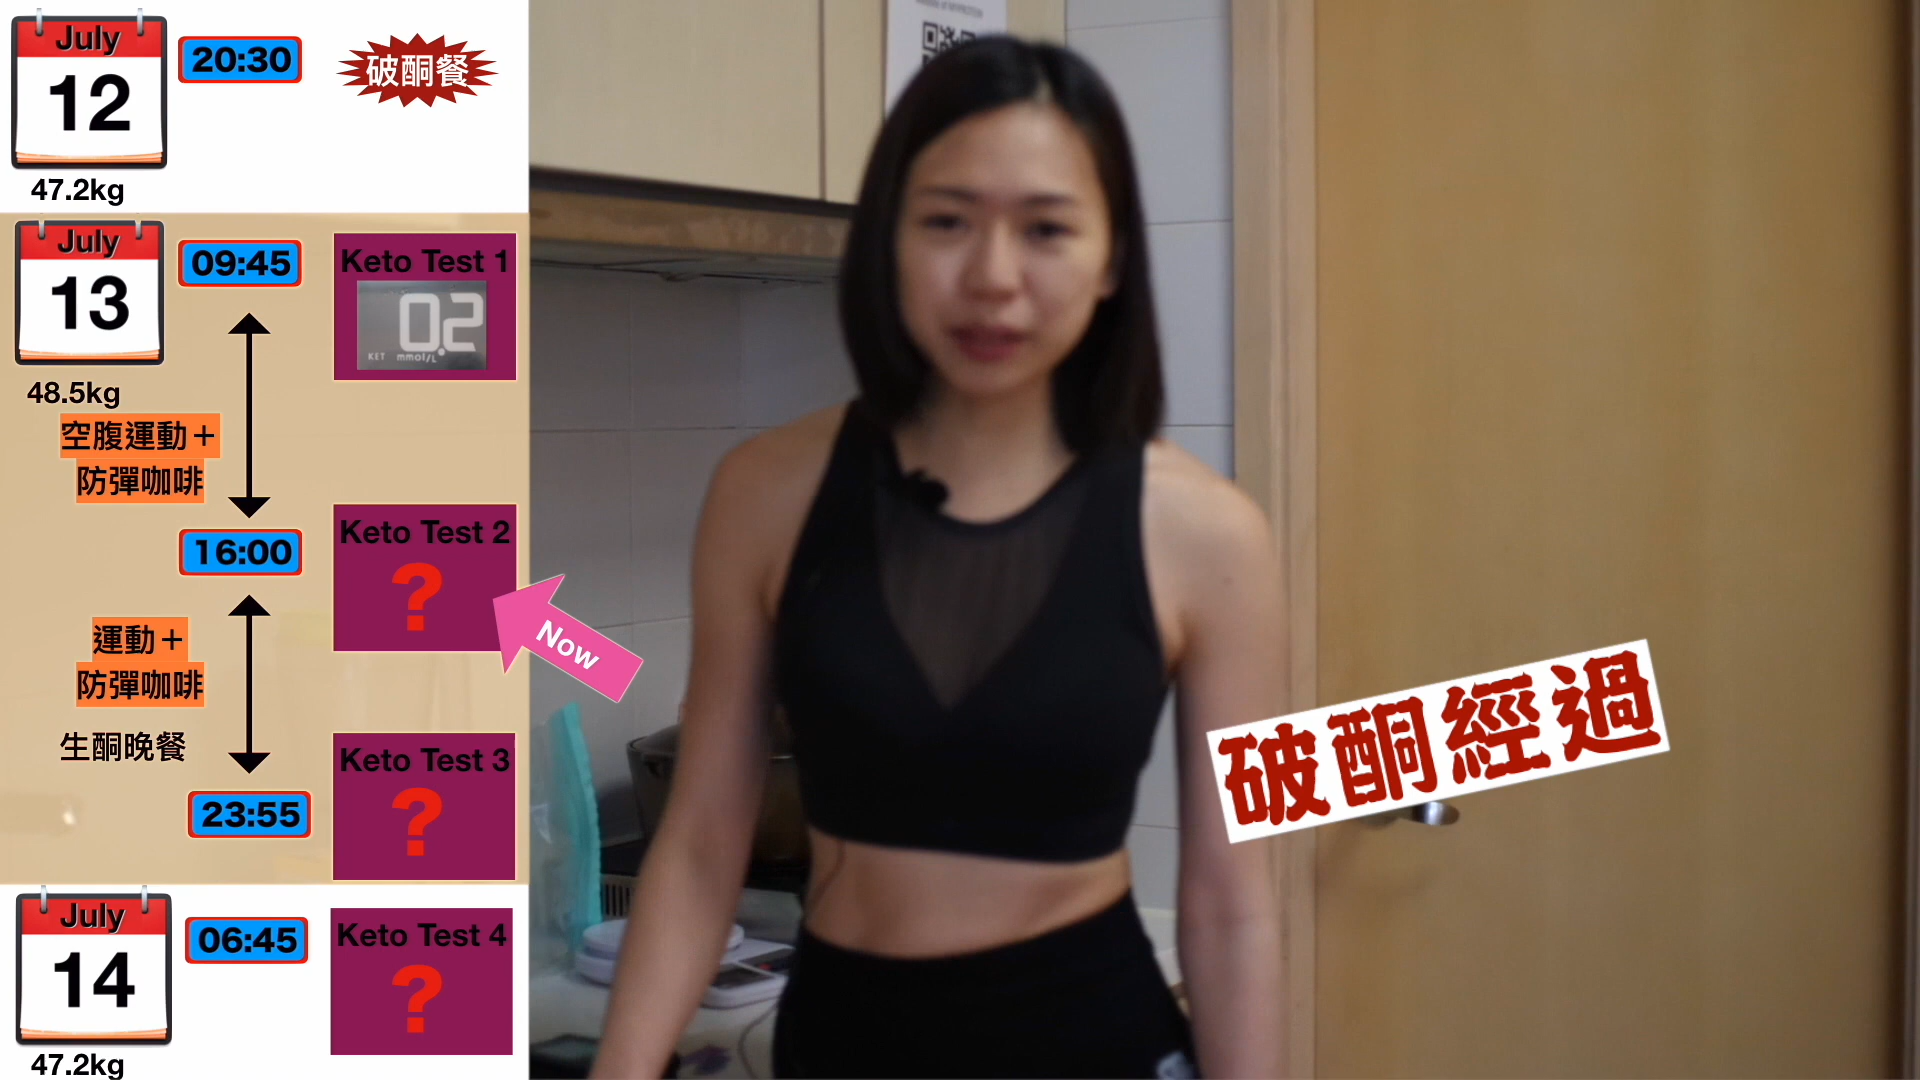 July
12
20:30
破酮餐
47.2kg
July
13
09:45
Keto Test 1
0.2
KET mmol/L
48.5kg
空腹運動＋
防彈咖啡
16:00
Keto Test 2
?
Now
運動＋
防彈咖啡
生酮晚餐
23:55
Keto Test 3
?
July
14
06:45
Keto Test 4
?
47.2kg
破酮經過